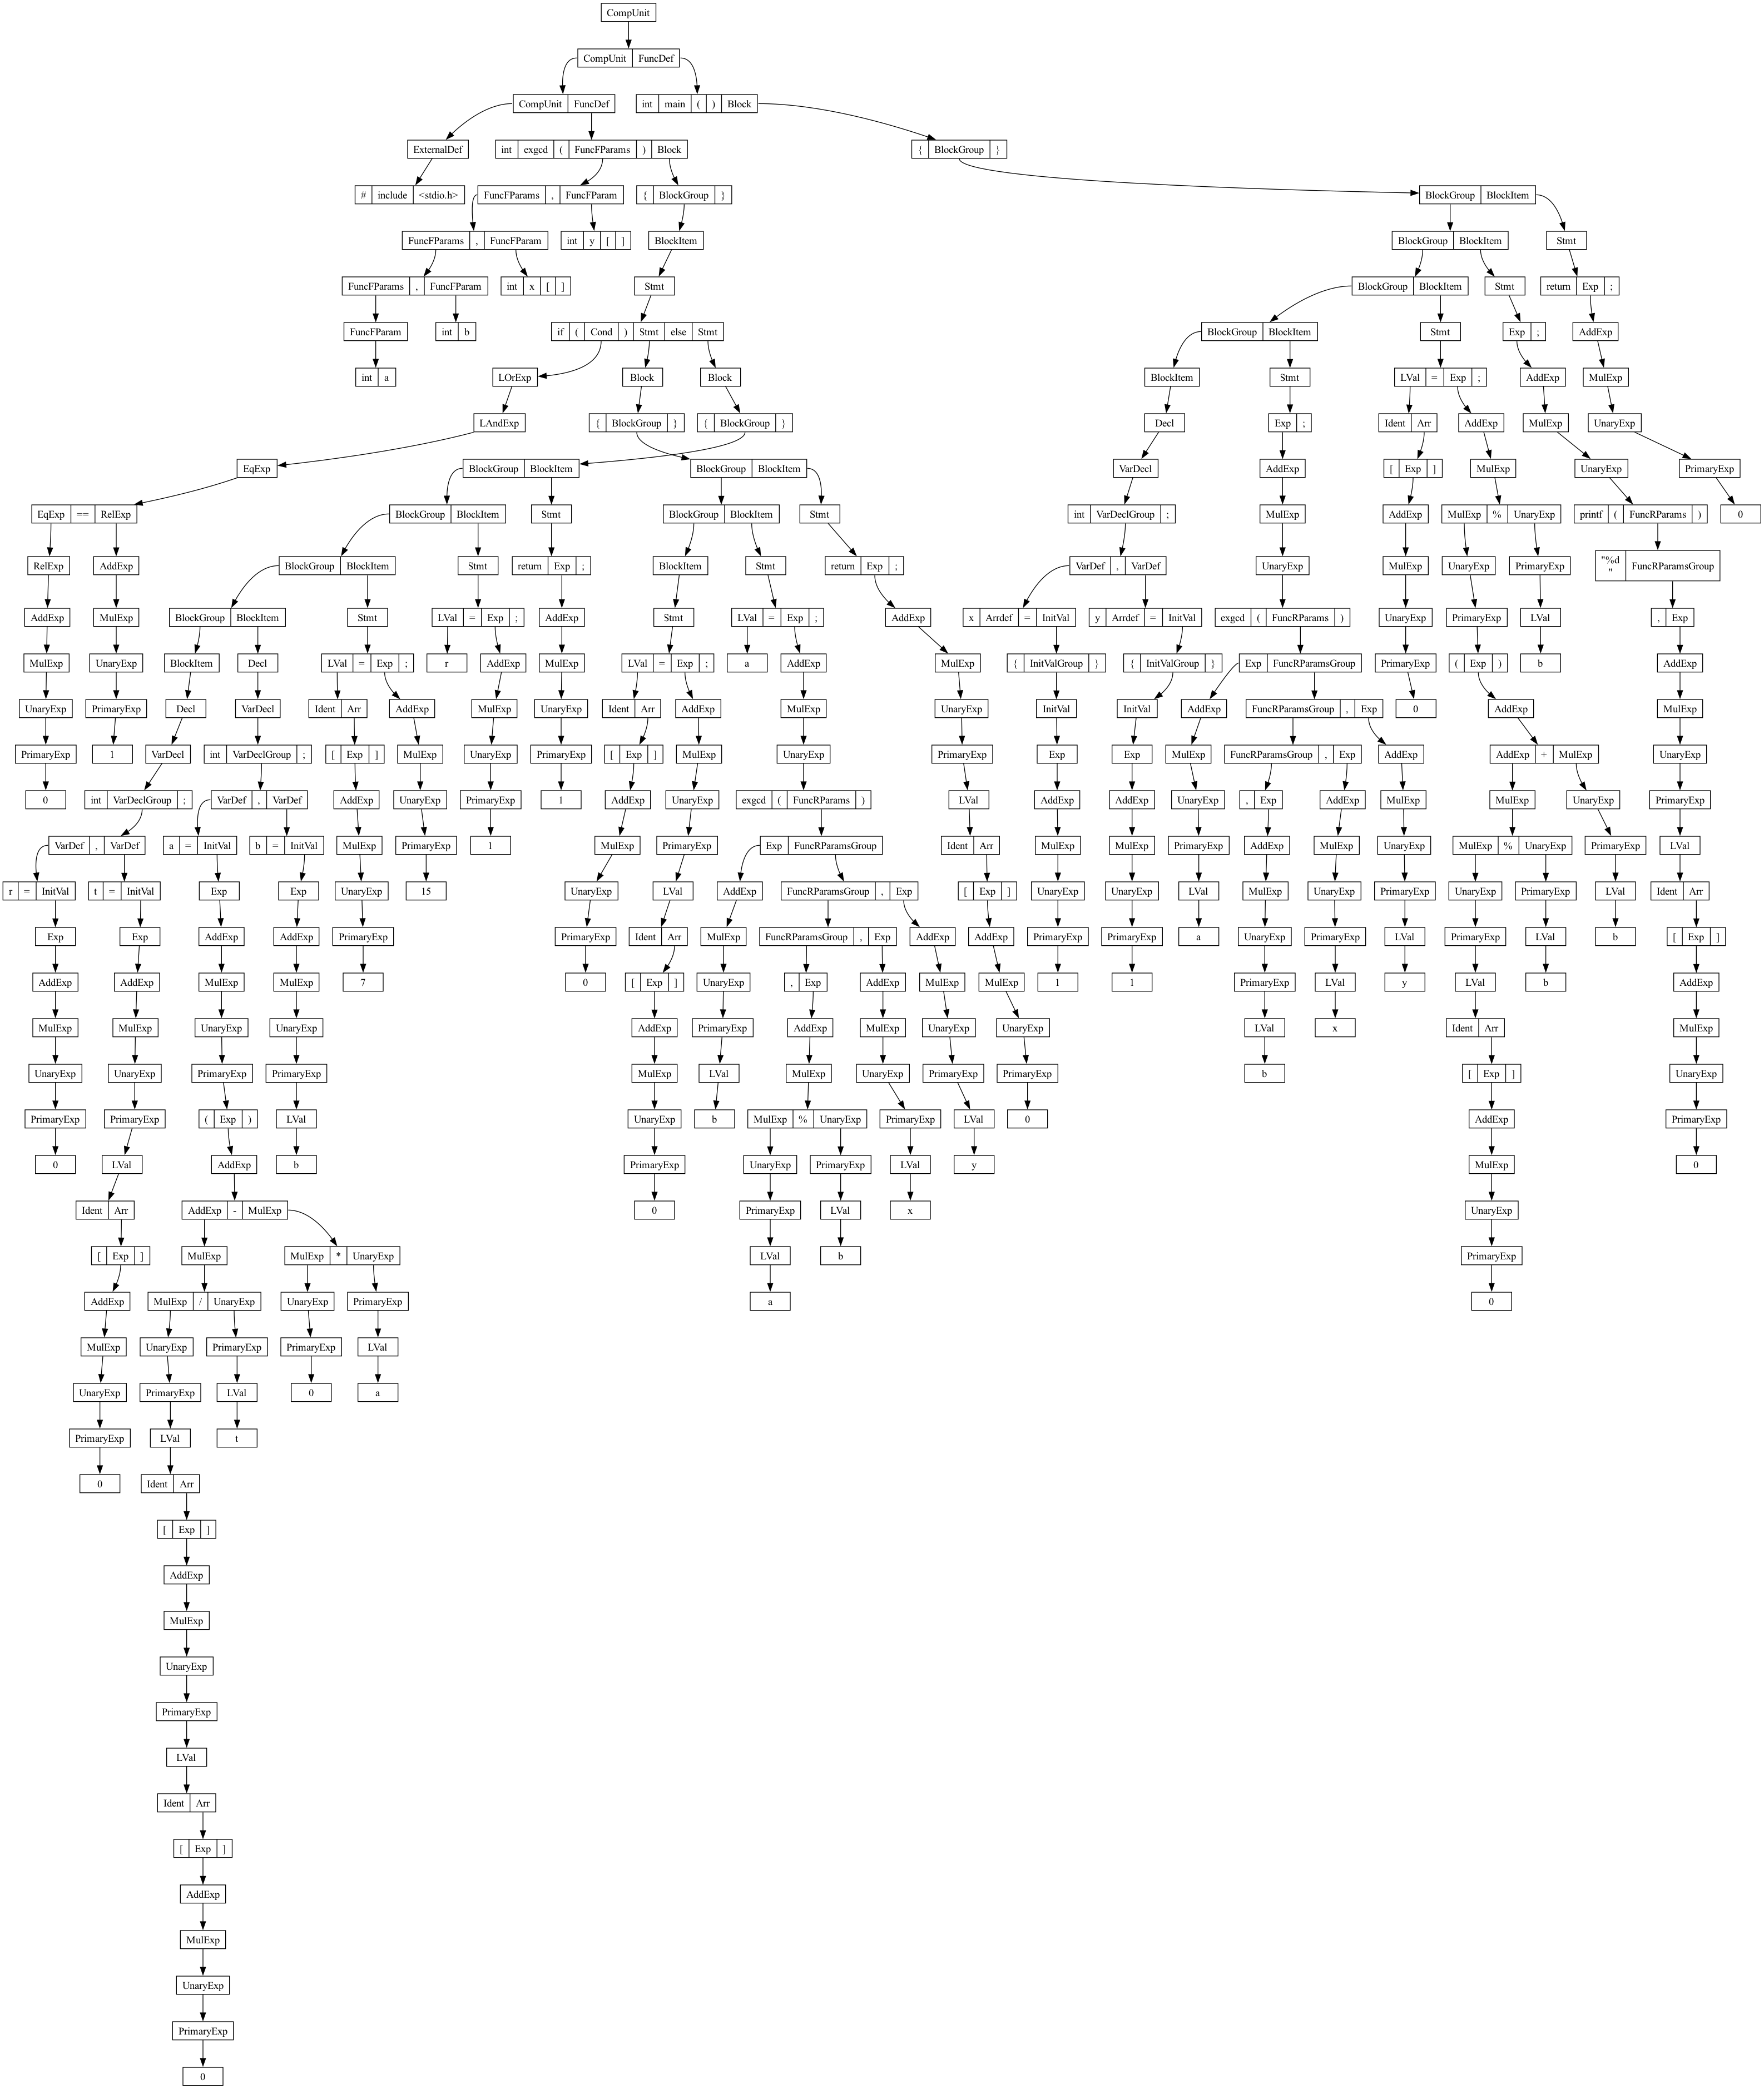 CompUnit
CompUnit FuncDef
CompUnit FuncDef int main ( ) Block
ExternalDef int exgcd ( FuncFParams ) Block { BlockGroup }
# include <stdio.h> FuncFParams , FuncFParam { BlockGroup } BlockGroup BlockItem
FuncFParams , FuncFParam int y [ ] BlockItem BlockGroup BlockItem Stmt
FuncFParams , FuncFParam int x [ ] Stmt BlockGroup BlockItem Stmt return Exp ;
FuncFParam int b if ( Cond ) Stmt else Stmt BlockGroup BlockItem Stmt Exp ; AddExp
int a LOrExp Block Block BlockItem Stmt LVal = Exp ; AddExp MulExp
LAndExp { BlockGroup } { BlockGroup } Decl Exp ; Ident Arr AddExp MulExp UnaryExp
EqExp BlockGroup BlockItem BlockGroup BlockItem VarDecl AddExp [ Exp ] MulExp UnaryExp PrimaryExp
EqExp == RelExp BlockGroup BlockItem Stmt BlockGroup BlockItem Stmt int VarDeclGroup ; MulExp AddExp MulExp % UnaryExp printf ( FuncRParams ) 0
RelExp AddExp BlockGroup BlockItem Stmt return Exp ; BlockItem Stmt return Exp ; VarDef , VarDef UnaryExp MulExp UnaryExp PrimaryExp "%d
" FuncRParamsGroup
AddExp MulExp BlockGroup BlockItem Stmt LVal = Exp ; AddExp Stmt LVal = Exp ; AddExp x Arrdef = InitVal y Arrdef = InitVal exgcd ( FuncRParams ) UnaryExp PrimaryExp LVal , Exp
MulExp UnaryExp BlockItem Decl LVal = Exp ; r AddExp MulExp LVal = Exp ; a AddExp MulExp { InitValGroup } { InitValGroup } Exp FuncRParamsGroup PrimaryExp ( Exp ) b AddExp
UnaryExp PrimaryExp Decl VarDecl Ident Arr AddExp MulExp UnaryExp Ident Arr AddExp MulExp UnaryExp InitVal InitVal AddExp FuncRParamsGroup , Exp 0 AddExp MulExp
PrimaryExp 1 VarDecl int VarDeclGroup ; [ Exp ] MulExp UnaryExp PrimaryExp [ Exp ] MulExp UnaryExp PrimaryExp Exp Exp MulExp FuncRParamsGroup , Exp AddExp AddExp + MulExp UnaryExp
0 int VarDeclGroup ; VarDef , VarDef AddExp UnaryExp PrimaryExp 1 AddExp UnaryExp exgcd ( FuncRParams ) LVal AddExp AddExp UnaryExp , Exp AddExp MulExp MulExp UnaryExp PrimaryExp
VarDef , VarDef a = InitVal b = InitVal MulExp PrimaryExp 1 MulExp PrimaryExp Exp FuncRParamsGroup Ident Arr MulExp MulExp PrimaryExp AddExp MulExp UnaryExp MulExp % UnaryExp PrimaryExp LVal
r = InitVal t = InitVal Exp Exp UnaryExp 15 UnaryExp LVal AddExp FuncRParamsGroup , Exp [ Exp ] UnaryExp UnaryExp LVal MulExp UnaryExp PrimaryExp UnaryExp PrimaryExp LVal Ident Arr
Exp Exp AddExp AddExp PrimaryExp PrimaryExp Ident Arr MulExp FuncRParamsGroup , Exp AddExp AddExp PrimaryExp PrimaryExp a UnaryExp PrimaryExp LVal PrimaryExp LVal b [ Exp ]
AddExp AddExp MulExp MulExp 7 0 [ Exp ] UnaryExp , Exp AddExp MulExp MulExp 1 1 PrimaryExp LVal y LVal b AddExp
MulExp MulExp UnaryExp UnaryExp AddExp PrimaryExp AddExp MulExp UnaryExp UnaryExp LVal x Ident Arr MulExp
UnaryExp UnaryExp PrimaryExp PrimaryExp MulExp LVal MulExp UnaryExp PrimaryExp PrimaryExp b [ Exp ] UnaryExp
PrimaryExp PrimaryExp ( Exp ) LVal UnaryExp b MulExp % UnaryExp PrimaryExp LVal 0 AddExp PrimaryExp
0 LVal AddExp b PrimaryExp UnaryExp PrimaryExp LVal y MulExp 0
Ident Arr AddExp - MulExp 0 PrimaryExp LVal x UnaryExp
[ Exp ] MulExp MulExp * UnaryExp LVal b PrimaryExp
AddExp MulExp / UnaryExp UnaryExp PrimaryExp a 0
MulExp UnaryExp PrimaryExp PrimaryExp LVal
UnaryExp PrimaryExp LVal 0 a
PrimaryExp LVal t
0 Ident Arr
[ Exp ]
AddExp
MulExp
UnaryExp
PrimaryExp
LVal
Ident Arr
[ Exp ]
AddExp
MulExp
UnaryExp
PrimaryExp
0